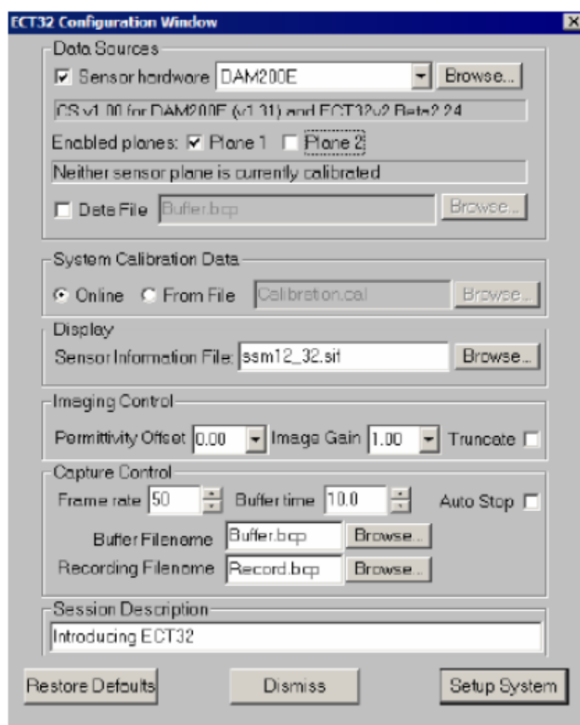 ECT32 Configuration Window
Data Sources
Sensor hardware DAM200E Browse...
CS v1.00 for DAM200E (v1.31) and ECT32v2 Beta2.24
Enabled planes: Plane 1 Plane 2
Neither sensor plane is currently calibrated
Data File Buffer.bcp Browse...
System Calibration Data
Online From File Calibration.cal Browse...
Display
Sensor Information File: ssm12_32.sif Browse...
Imaging Control
Permittivity Offset 0.00 Image Gain 1.00 Truncate
Capture Control
Frame rate 50 Buffer time 10.0 Auto Stop
Buffer Filename Buffer.bcp Browse...
Recording Filename Record.bcp Browse...
Session Description
Introducing ECT32
Restore Defaults Dismiss Setup System